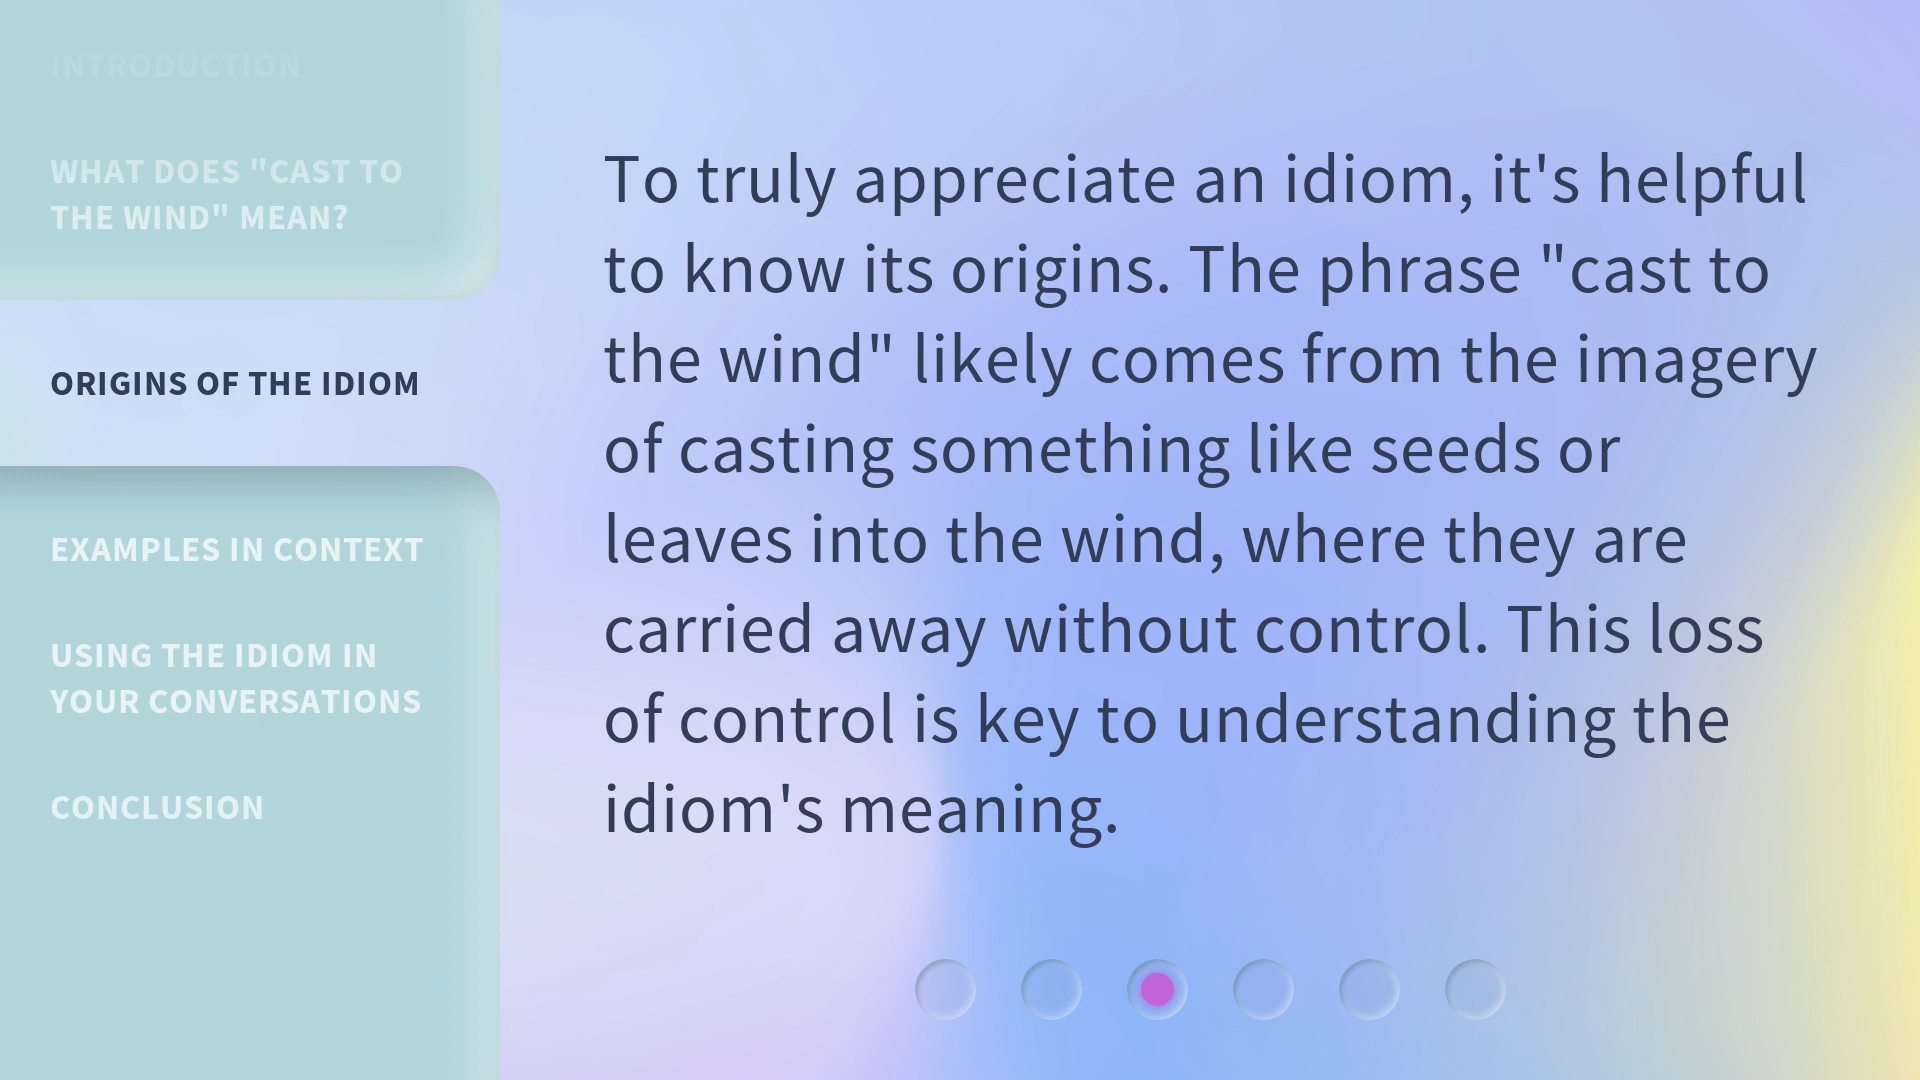 INTRODUCTION
WHAT DOES "CAST TO
THE WIND" MEAN?
ORIGINS OF THE IDIOM
EXAMPLES IN CONTEXT
USING THE IDIOM IN
YOUR CONVERSATIONS
CONCLUSION
To truly appreciate an idiom, it's helpful
to know its origins. The phrase "cast to
the wind" likely comes from the imagery
of casting something like seeds or
leaves into the wind, where they are
carried away without control. This loss
of control is key to understanding the
idiom's meaning.